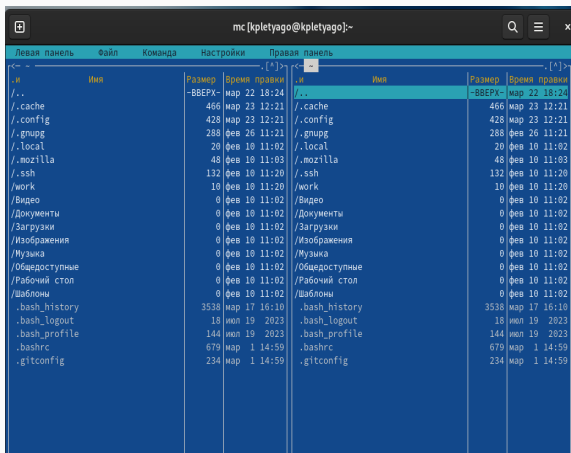 mc [kpletyago@kpletyago]:~
Левая панель Файл Команда Настройки Правая панель
<- ~ .[^]> <- ~ .[^]>
.и Имя Размер Время правки .и Имя Размер Время правки
/.. -ВВЕРХ- мар 22 18:24 /.. -ВВЕРХ- мар 22 18:24
/.cache 466 мар 23 12:21 /.cache 466 мар 23 12:21
/.config 428 мар 23 12:21 /.config 428 мар 23 12:21
/.gnupg 288 фев 26 11:21 /.gnupg 288 фев 26 11:21
/.local 20 фев 10 11:02 /.local 20 фев 10 11:02
/.mozilla 48 фев 10 11:03 /.mozilla 48 фев 10 11:03
/.ssh 132 фев 10 11:20 /.ssh 132 фев 10 11:20
/work 10 фев 10 11:20 /work 10 фев 10 11:20
/Видео 0 фев 10 11:02 /Видео 0 фев 10 11:02
/Документы 0 фев 10 11:02 /Документы 0 фев 10 11:02
/Загрузки 0 фев 10 11:02 /Загрузки 0 фев 10 11:02
/Изображения 0 фев 10 11:02 /Изображения 0 фев 10 11:02
/Музыка 0 фев 10 11:02 /Музыка 0 фев 10 11:02
/Общедоступные 0 фев 10 11:02 /Общедоступные 0 фев 10 11:02
/Рабочий стол 0 фев 10 11:02 /Рабочий стол 0 фев 10 11:02
/Шаблоны 0 фев 10 11:02 /Шаблоны 0 фев 10 11:02
.bash_history 3538 мар 17 16:10 .bash_history 3538 мар 17 16:10
.bash_logout 18 июл 19 2023 .bash_logout 18 июл 19 2023
.bash_profile 144 июл 19 2023 .bash_profile 144 июл 19 2023
.bashrc 679 мар 1 14:59 .bashrc 679 мар 1 14:59
.gitconfig 234 мар 1 14:59 .gitconfig 234 мар 1 14:59